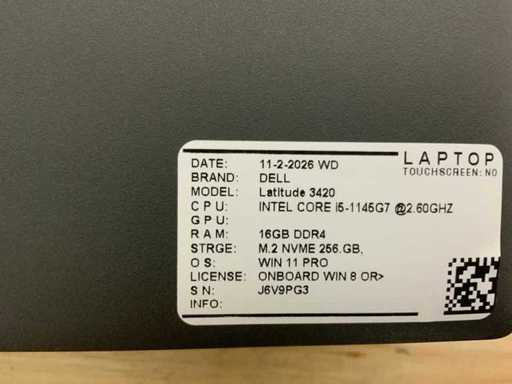 LAPTOP
TOUCHSCREEN: NO
DATE: 11-2-2026 WD
BRAND: DELL
MODEL: Latitude 3420
CPU: INTEL CORE i5-1145G7 @2.60GHZ
GPU:
RAM: 16GB DDR4
STRGE: M.2 NVME 256.GB,
OS: WIN 11 PRO
LICENSE: ONBOARD WIN 8 OR>
SN: J6V9PG3
INFO: